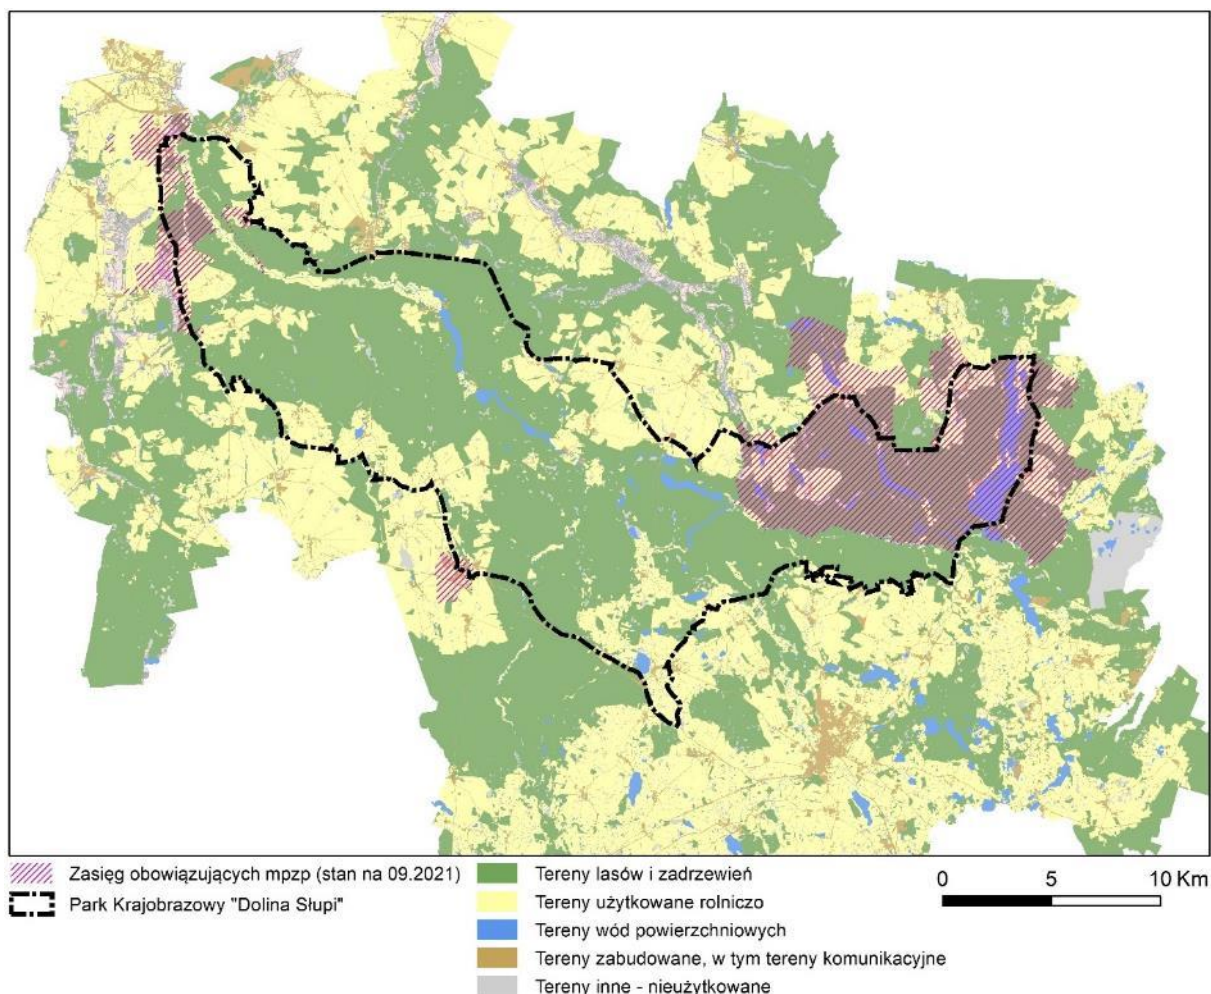 Zasięg obowiązujących mpzp (stan na 09.2021)
Park Krajobrazowy "Dolina Słupi"
Tereny lasów i zadrzewień
Tereny użytkowane rolniczo
Tereny wód powierzchniowych
Tereny zabudowane, w tym tereny komunikacyjne
Tereny inne - nieużytkowane
0 5 10 Km